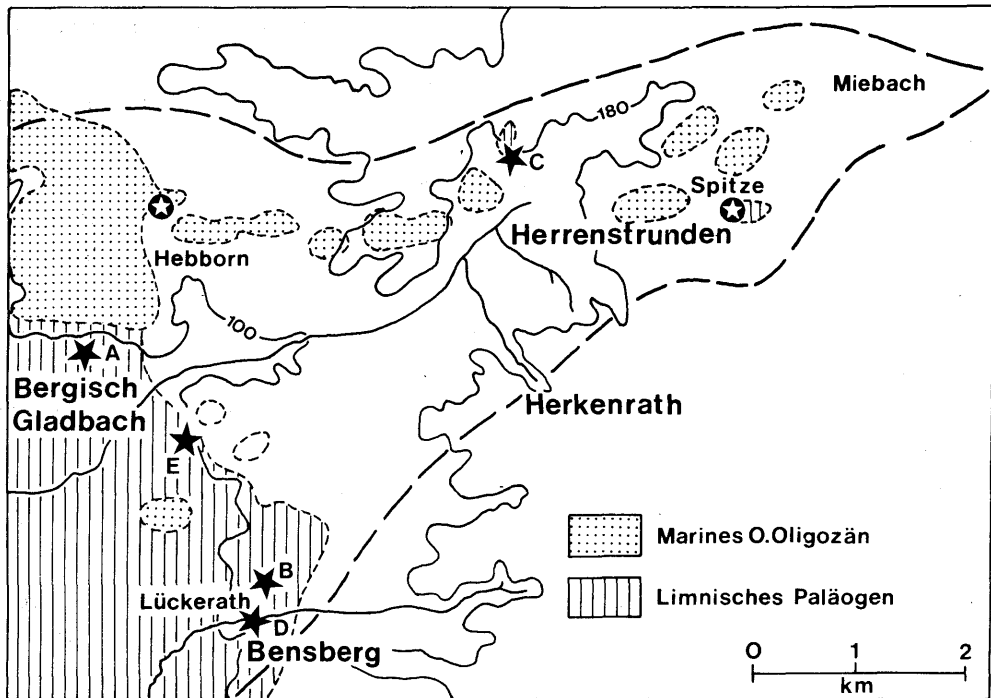 Miebach
180
C
Spitze
Herrenstrunden
Hebborn
100
A
Bergisch
Gladbach
Herkenrath
E
Marines O.Oligozän
B
Lückerath
Limnisches Paläogen
D
Bensberg
0 2
1
km